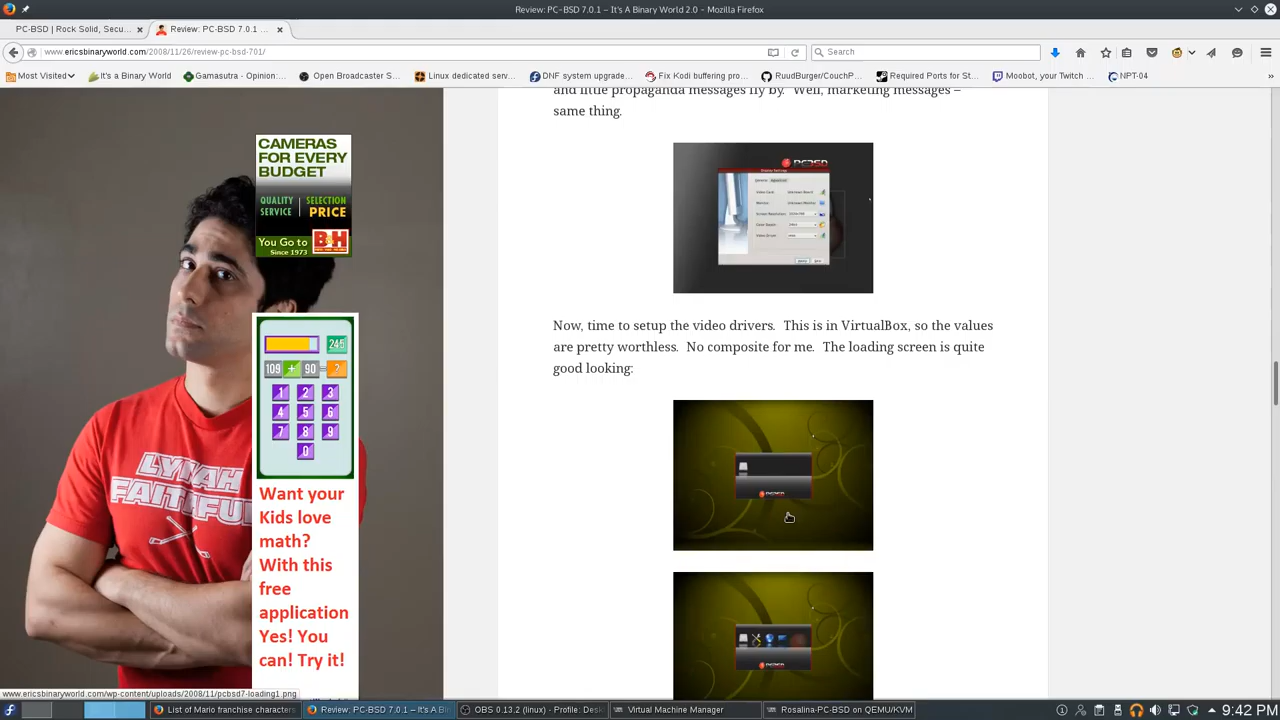 Review: PC-BSD 7.0.1 – It's A Binary World 2.0 - Mozilla Firefox
PC-BSD | Rock Solid, Secu...
Review: PC-BSD 7.0.1 ...
www.ericsbinaryworld.com/2008/11/26/review-pc-bsd-701/
Search
Most Visited
It's a Binary World
Gamasutra - Opinion:...
Open Broadcaster S...
Linux dedicated serv...
DNF system upgrade...
Fix Kodi buffering pro...
RuudBurger/CouchP...
Required Ports for St...
Moobot, your Twitch ...
NPT-04
and little propaganda messages fly by. Well, marketing messages –
same thing.
CAMERAS
FOR EVERY
BUDGET
QUALITY
SERVICE
SELECTION
PRICE
You Go to
Since 1973
B&H
LYNAH
FAITHFUL
245
109 + 90 = ?
1 2 3
4 5 6
7 8 9
0
Want your
Kids love
math?
With this
free
application
Yes! You
can! Try it!
Now, time to setup the video drivers. This is in VirtualBox, so the values
are pretty worthless. No composite for me. The loading screen is quite
good looking:
www.ericsbinaryworld.com/wp-content/uploads/2008/11/pcbsd7-loading1.png
List of Mario franchise characters
Review: PC-BSD 7.0.1 – It's A Bin
OBS 0.13.2 (linux) - Profile: Desk
Virtual Machine Manager
Rosalina-PC-BSD on QEMU/KVM
9:42 PM